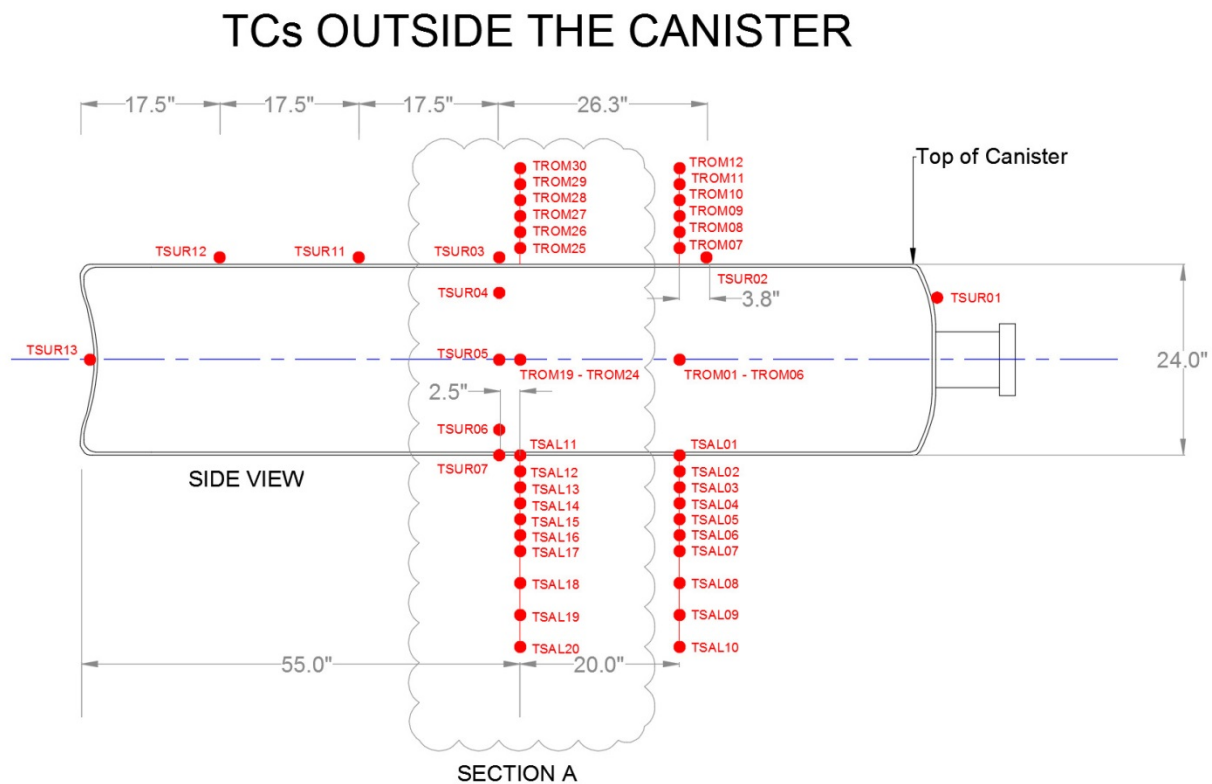 TCs OUTSIDE THE CANISTER
17.5" 17.5" 17.5" 26.3"
Top of Canister
TROM30 TROM12
TROM29 TROM11
TROM28 TROM10
TROM27 TROM09
TROM26 TROM08
TROM25 TROM07
TSUR12 TSUR11 TSUR03
TSUR02
TSUR04 3.8" TSUR01
TSUR13 TSUR05 24.0"
TROM19 - TROM24 TROM01 - TROM06
2.5"
TSUR06
TSAL11 TSAL01
TSUR07
SIDE VIEW
TSAL12 TSAL02
TSAL13 TSAL03
TSAL14 TSAL04
TSAL15 TSAL05
TSAL16 TSAL06
TSAL17 TSAL07
TSAL18 TSAL08
TSAL19 TSAL09
TSAL20 TSAL10
55.0" 20.0"
SECTION A